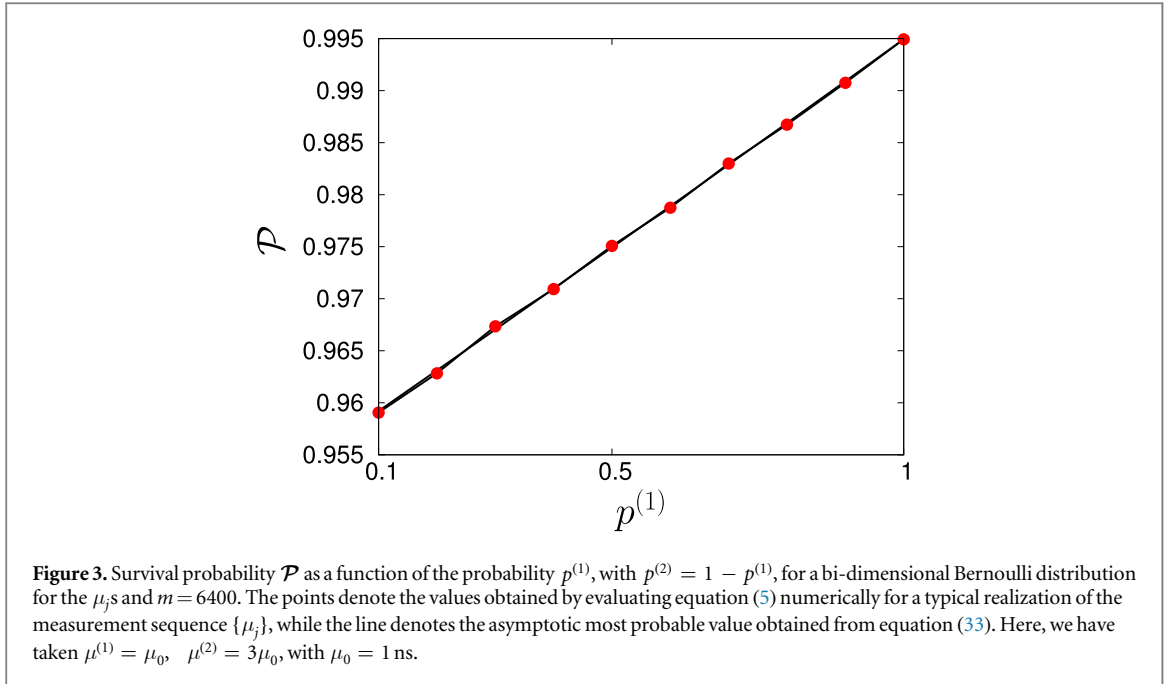 0.995
0.99
0.985
0.98
0.975
0.97
0.965
0.96
0.955
𝒫
0.1 0.5 1
p^{(1)}
Figure 3. Survival probability 𝓟 as a function of the probability p^{(1)}, with p^{(2)} = 1 − p^{(1)}, for a bi-dimensional Bernoulli distribution
for the μ_js and m = 6400. The points denote the values obtained by evaluating equation (5) numerically for a typical realization of the
measurement sequence {μ_j}, while the line denotes the asymptotic most probable value obtained from equation (33). Here, we have
taken μ^{(1)} = μ_0, μ^{(2)} = 3μ_0, with μ_0 = 1 ns.